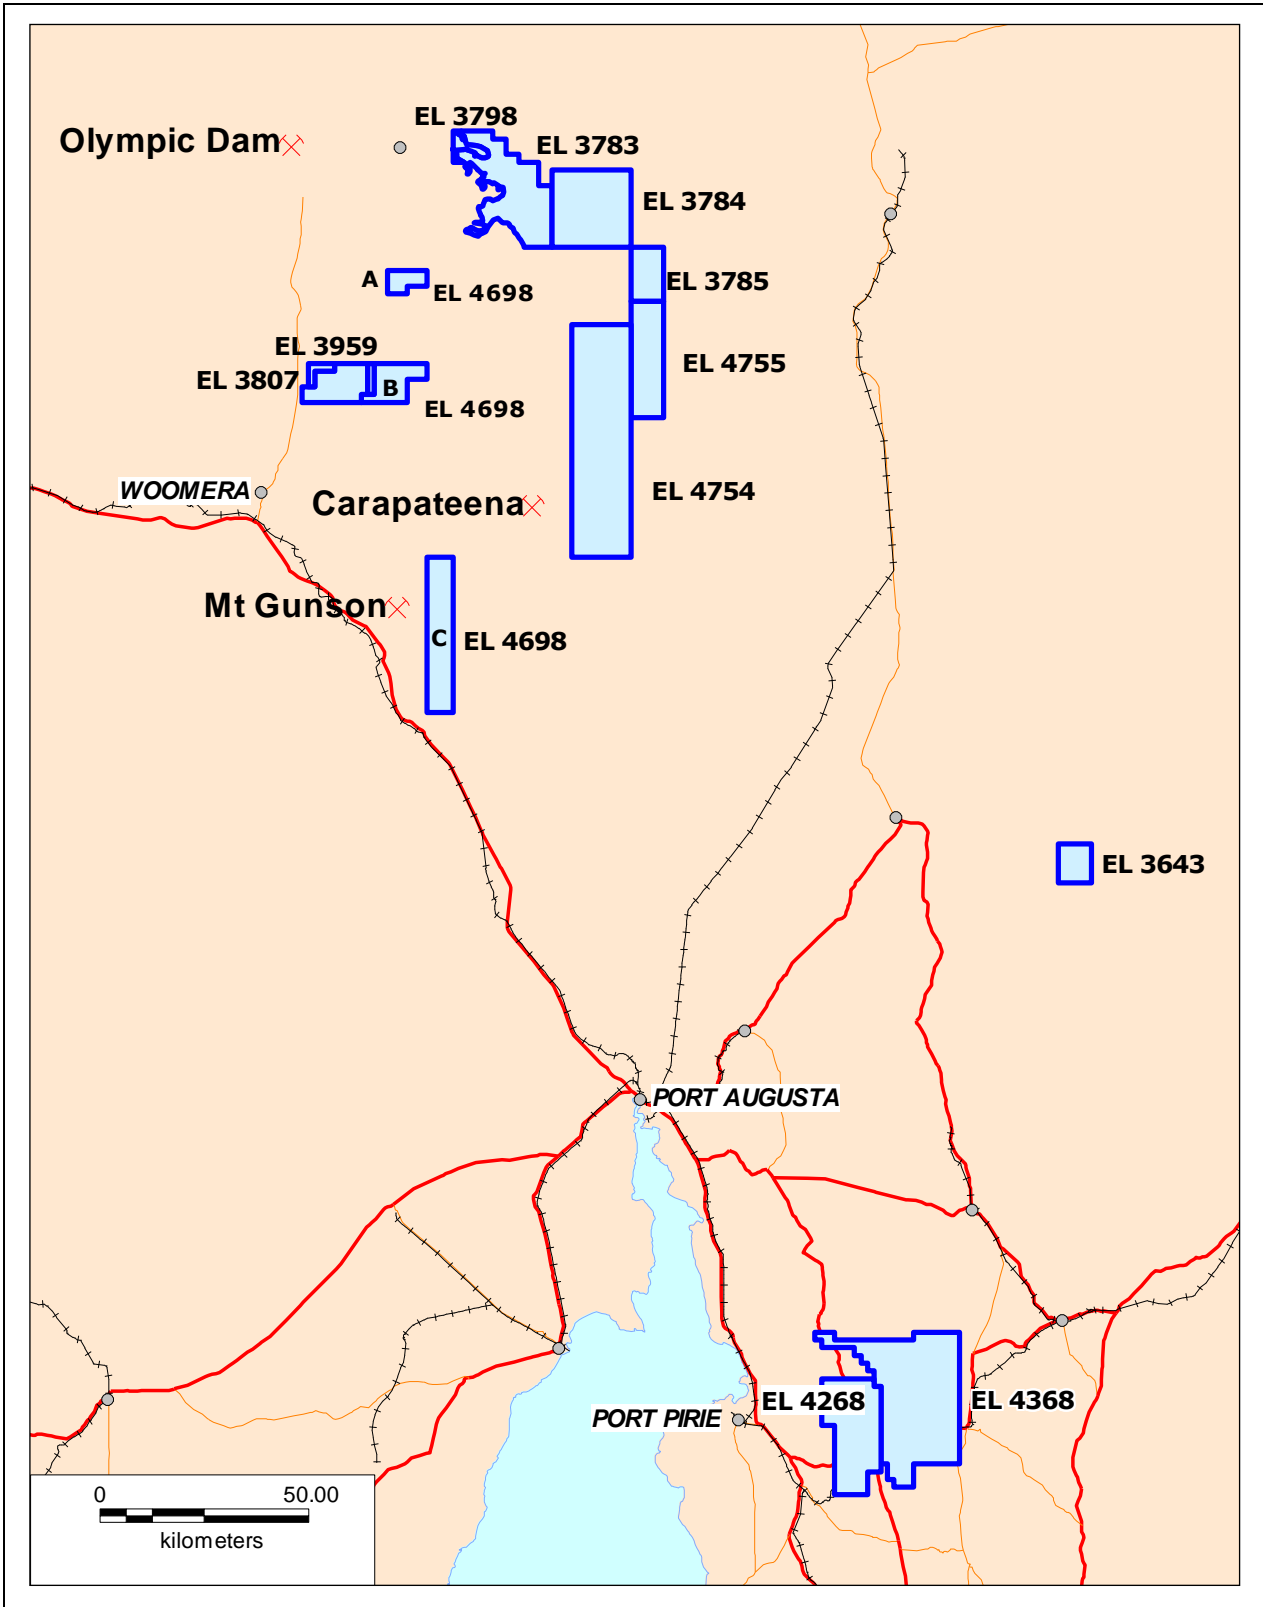 EL 3798
Olympic Dam
EL 3783
EL 3784
A
EL 3785
EL 4698
EL 3959
EL 4755
EL 3807
B
EL 4698
WOOMERA
EL 4754
Carapateena
Mt Gunson
C
EL 4698
EL 3643
PORT AUGUSTA
EL 4268
EL 4368
PORT PIRIE
0 50.00
kilometers